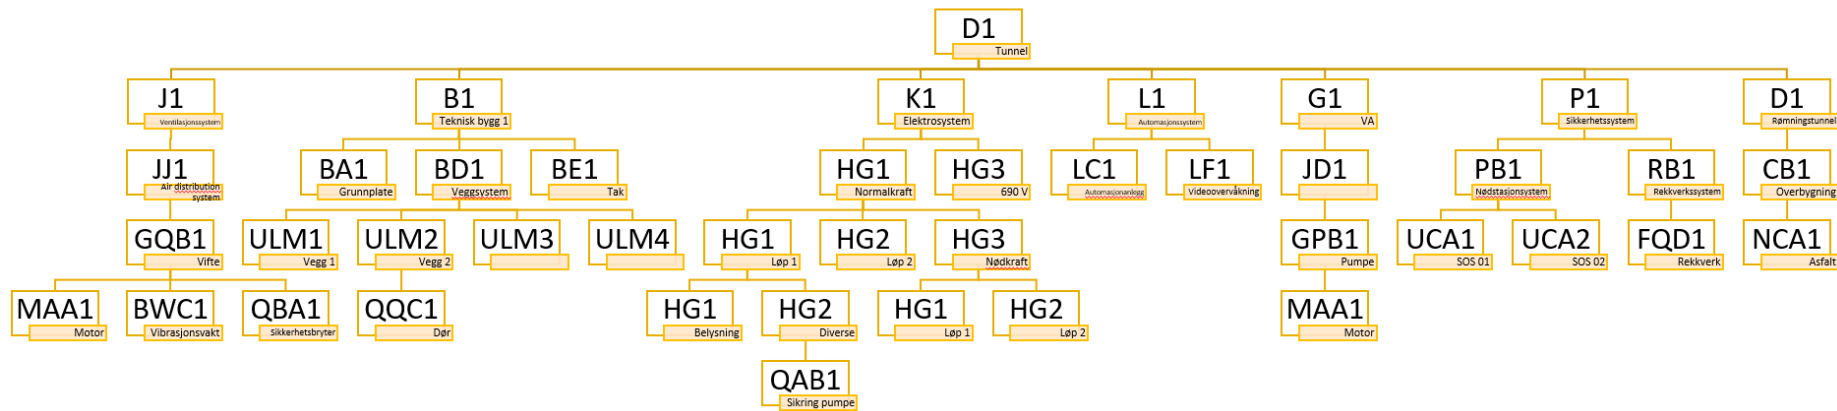 D1
Tunnel
J1
Ventilasjonssystem
B1
Teknisk bygg 1
K1
Elektrosystem
L1
Automasjonssystem
G1
VA
P1
Sikkerhetssystem
D1
Rømningstunnel
JJ1
Air distribution
system
BA1
Grunnplate
BD1
Veggsystem
BE1
Tak
HG1
Normalkraft
HG3
690 V
LC1
Automasjonanlegg
LF1
Videoovervåkning
JD1
PB1
Nødstasjonsystem
RB1
Rekkverkssystem
CB1
Overbygning
GQB1
Vifte
ULM1
Vegg 1
ULM2
Vegg 2
ULM3
ULM4
HG1
Løp 1
HG2
Løp 2
HG3
Nødkraft
GPB1
Pumpe
UCA1
SOS 01
UCA2
SOS 02
FQD1
Rekkverk
NCA1
Asfalt
MAA1
Motor
BWC1
Vibrasjonsvakt
QBA1
Sikkerhetsbryter
QQC1
Dør
HG1
Belysning
HG2
Diverse
HG1
Løp 1
HG2
Løp 2
MAA1
Motor
QAB1
Sikring pumpe